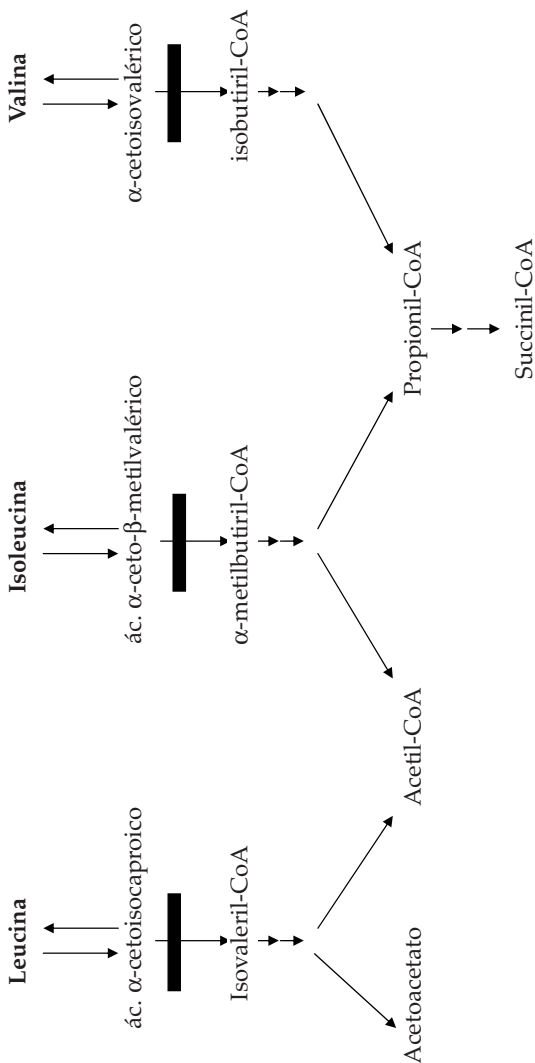 Leucina
Isoleucina
Valina
ác. α-cetoisocaproico
ác. α-ceto-β-metilvalérico
α-cetoisovalérico
Isovaleril-CoA
α-metilbutiril-CoA
isobutiril-CoA
Acetoacetato
Acetil-CoA
Propionil-CoA
Succinil-CoA